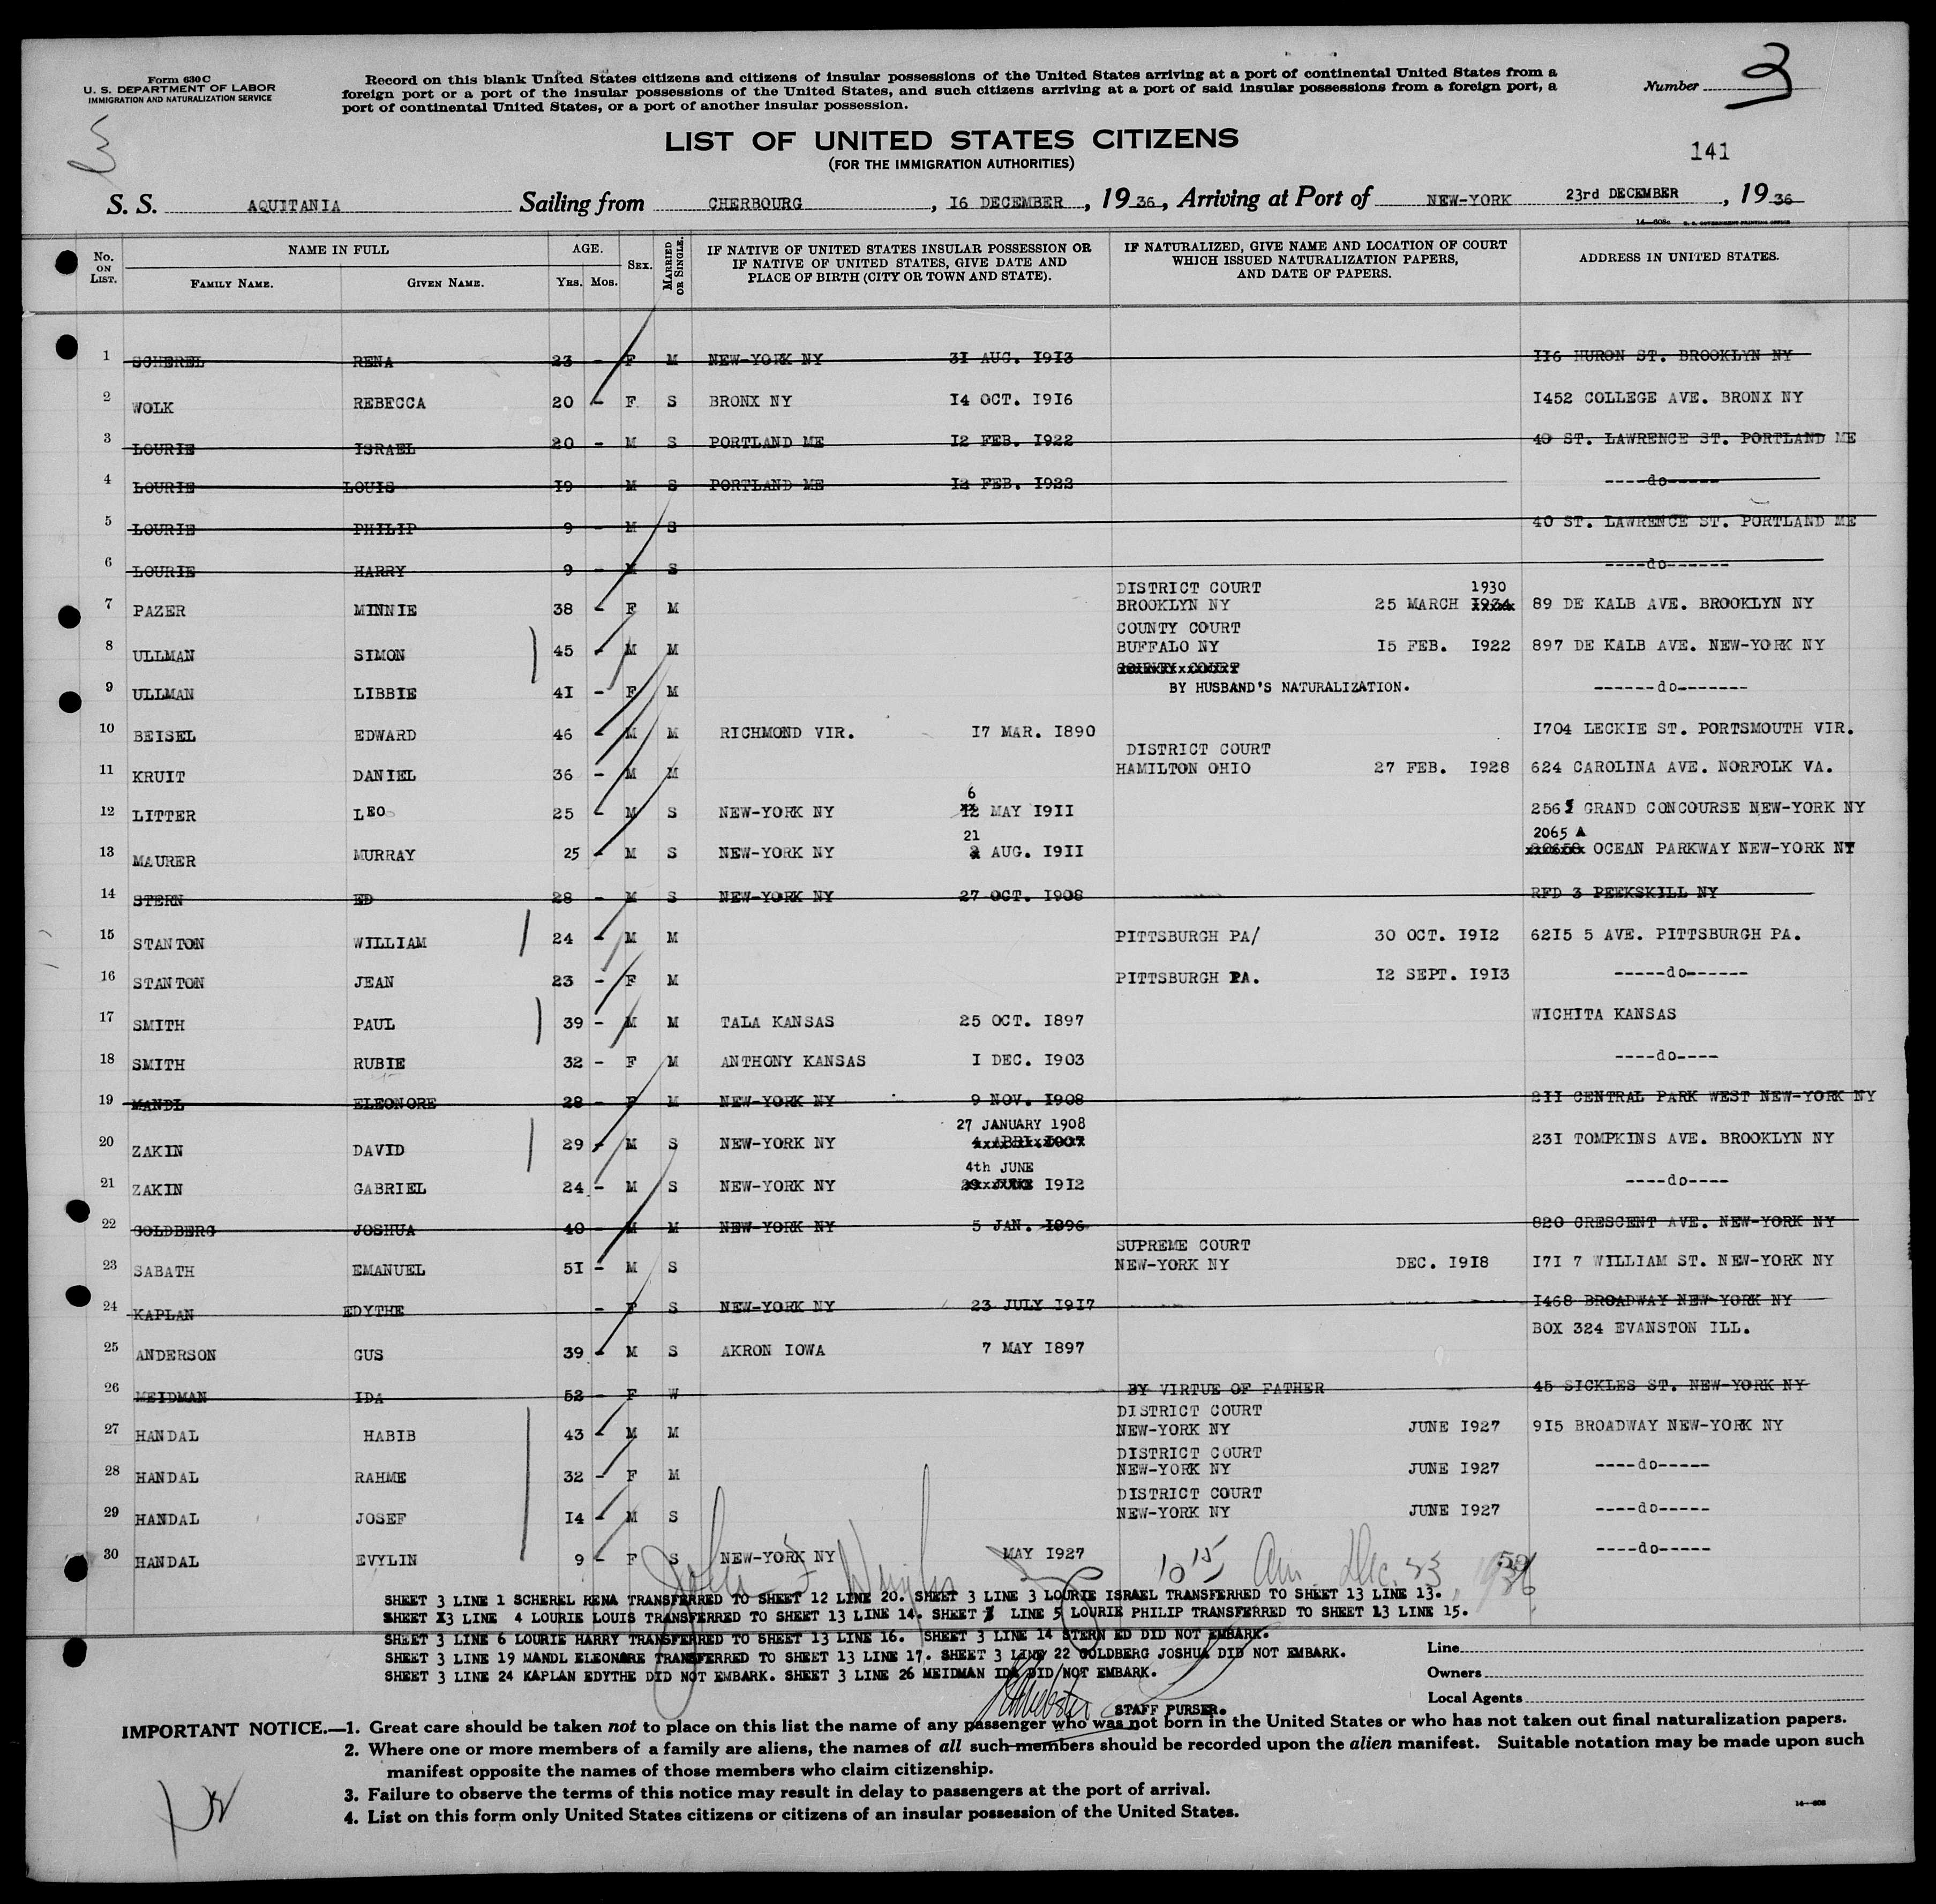 Form 630 C
U. S. DEPARTMENT OF LABOR
IMMIGRATION AND NATURALIZATION SERVICE
Record on this blank United States citizens and citizens of insular possessions of the United States arriving at a port of continental United States from a
foreign port or a port of the insular possessions of the United States, and such citizens arriving at a port of said insular possessions from a foreign port, a
port of continental United States, or a port of another insular possession.
Number 3
3
LIST OF UNITED STATES CITIZENS
(FOR THE IMMIGRATION AUTHORITIES)
141
S. S. AQUITANIA Sailing from CHERBOURG, 16 DECEMBER, 1936, Arriving at Port of NEW-YORK 23rd DECEMBER, 1936
14—608c U. S. GOVERNMENT PRINTING OFFICE
No. ON LIST. NAME IN FULL FAMILY NAME. GIVEN NAME. AGE. YRS. MOS. SEX. MARRIED OR SINGLE. IF NATIVE OF UNITED STATES INSULAR POSSESSION OR IF NATIVE OF UNITED STATES, GIVE DATE AND PLACE OF BIRTH (CITY OR TOWN AND STATE). IF NATURALIZED, GIVE NAME AND LOCATION OF COURT WHICH ISSUED NATURALIZATION PAPERS, AND DATE OF PAPERS. ADDRESS IN UNITED STATES.
1 SCHEREL RENA 23 - F M NEW-YORK NY 31 AUG. 1913 116 HURON ST. BROOKLYN NY
2 WOLK REBECCA 20 - F S BRONX NY 14 OCT. 1916 1452 COLLEGE AVE. BRONX NY
3 LOURIE ISRAEL 20 - M S PORTLAND ME 12 FEB. 1922 40 ST. LAWRENCE ST. PORTLAND ME
4 LOURIE LOUIS 19 M S PORTLAND ME 12 FEB. 1922 ----do-----
5 LOURIE PHILIP 9 - M S 40 ST. LAWRENCE ST. PORTLAND ME
6 LOURIE HARRY 9 - M S ----do------
7 PAZER MINNIE 38 - F M DISTRICT COURT BROOKLYN NY 25 MARCH 1930 89 DE KALB AVE. BROOKLYN NY
8 ULLMAN SIMON 45 - M M COUNTY COURT BUFFALO NY 15 FEB. 1922 897 DE KALB AVE. NEW-YORK NY
9 ULLMAN LIBBIE 41 - F M BY HUSBAND'S NATURALIZATION. ------do-------
10 BEISEL EDWARD 46 - M M RICHMOND VIR. 17 MAR. 1890 1704 LECKIE ST. PORTSMOUTH VIR.
11 KRUIT DANIEL 36 - M M DISTRICT COURT HAMILTON OHIO 27 FEB. 1928 624 CAROLINA AVE. NORFOLK VA.
12 LITTER LEO 25 - M S NEW-YORK NY 6 12 MAY 1911 256 GRAND CONCOURSE NEW-YORK NY
13 MAURER MURRAY 25 - M S NEW-YORK NY 21 AUG. 1911 2065 A OCEAN PARKWAY NEW-YORK NY
14 STERN ED 28 - M S NEW-YORK NY 27 OCT. 1908 RFD 3 PEEKSKILL NY
15 STANTON WILLIAM 24 - M M PITTSBURGH PA/ 30 OCT. 1912 6215 5 AVE. PITTSBURGH PA.
16 STANTON JEAN 23 - F M PITTSBURGH PA. 12 SEPT. 1913 -----do------
17 SMITH PAUL 39 - M M TALA KANSAS 25 OCT. 1897 WICHITA KANSAS
18 SMITH RUBIE 32 - F M ANTHONY KANSAS 1 DEC. 1903 ----do----
19 MANDL ELEONORE 28 - F M NEW-YORK NY 9 NOV. 1908 211 CENTRAL PARK WEST NEW-YORK NY
20 ZAKIN DAVID 29 - M S NEW-YORK NY 27 JANUARY 1908 231 TOMPKINS AVE. BROOKLYN NY
21 ZAKIN GABRIEL 24 - M S NEW-YORK NY 4th JUNE 1912 ----do----
22 GOLDBERG JOSHUA 40 - M M NEW-YORK NY 5 JAN. 1896 820 CRESCENT AVE. NEW-YORK NY
23 SABATH EMANUEL 51 - M S SUPREME COURT NEW-YORK NY DEC. 1918 171 7 WILLIAM ST. NEW-YORK NY
24 KAPLAN EDYTHE - F S NEW-YORK NY 23 JULY 1917 1468 BROADWAY NEW-YORK NY
25 ANDERSON GUS 39 - M S AKRON IOWA 7 MAY 1897 BOX 324 EVANSTON ILL.
26 MEIDMAN IDA 52 - F W BY VIRTUE OF FATHER 45 SICKLES ST. NEW-YORK NY
27 HANDAL HABIB 43 - M M DISTRICT COURT NEW-YORK NY JUNE 1927 915 BROADWAY NEW-YORK NY
28 HANDAL RAHME 32 - F M DISTRICT COURT NEW-YORK NY JUNE 1927 ----do-----
29 HANDAL JOSEF 14 - M S DISTRICT COURT NEW-YORK NY JUNE 1927 ----do-----
30 HANDAL EVYLIN 9 - F S NEW-YORK NY MAY 1927 ----do-----
John F 10 15 am. Dec. 23, 1936
SHEET 3 LINE 1 SCHEREL RENA TRANSFERRED TO SHEET 12 LINE 20. SHEET 3 LINE 3 LOURIE ISRAEL TRANSFERRED TO SHEET 13 LINE 13.
SHEET 3 LINE 4 LOURIE LOUIS TRANSFERRED TO SHEET 13 LINE 14. SHEET 3 LINE 5 LOURIE PHILIP TRANSFERRED TO SHEET 13 LINE 15.
SHEET 3 LINE 6 LOURIE HARRY TRANSFERRED TO SHEET 13 LINE 16. SHEET 3 LINE 14 STERN ED DID NOT EMBARK.
SHEET 3 LINE 19 MANDL ELEONARE TRANSFERRED TO SHEET 13 LINE 17. SHEET 3 LINE 22 GOLDBERG JOSHUA DID NOT EMBARK.
SHEET 3 LINE 24 KAPLAN EDYTHE DID NOT EMBARK. SHEET 3 LINE 26 MEIDMAN IDA DID NOT EMBARK.
STAFF PURSER.
Line
Owners
Local Agents
IMPORTANT NOTICE.—1. Great care should be taken not to place on this list the name of any passenger who was not born in the United States or who has not taken out final naturalization papers.
2. Where one or more members of a family are aliens, the names of all such members should be recorded upon the alien manifest. Suitable notation may be made upon such
manifest opposite the names of those members who claim citizenship.
3. Failure to observe the terms of this notice may result in delay to passengers at the port of arrival.
4. List on this form only United States citizens or citizens of an insular possession of the United States.
14—608